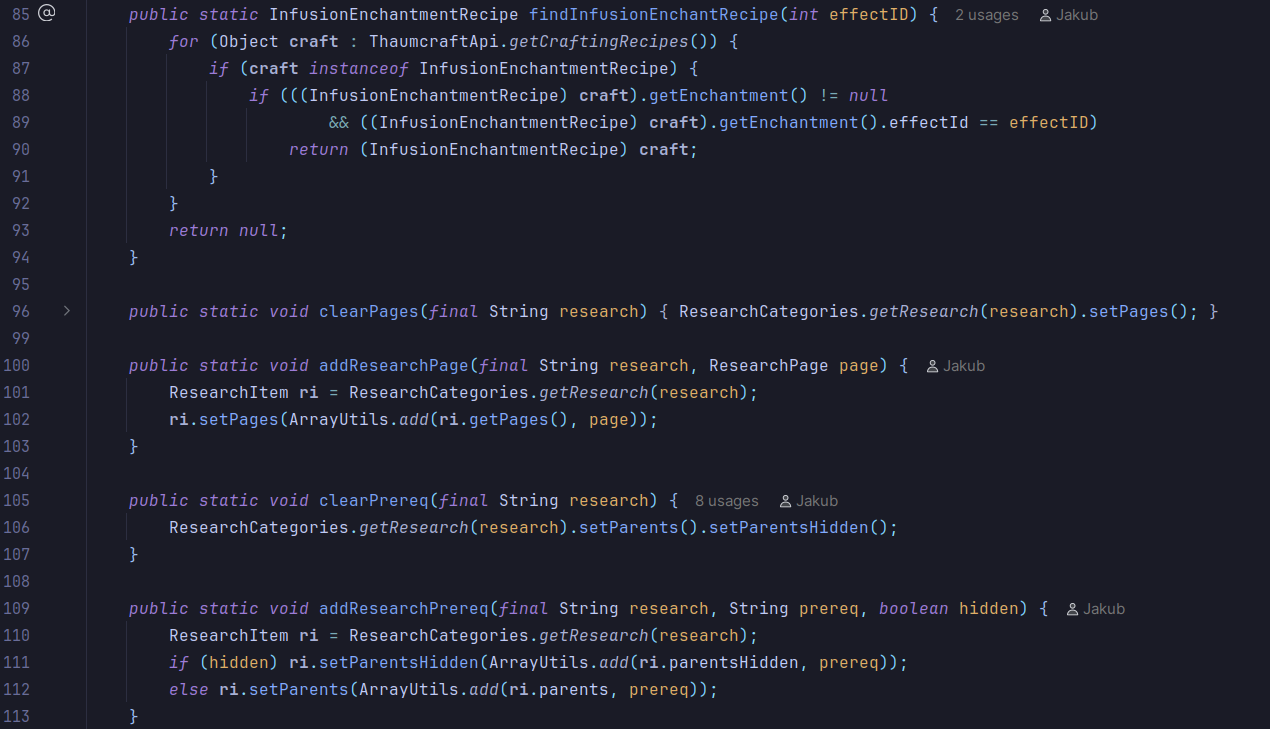 85 @ public static InfusionEnchantmentRecipe findInfusionEnchantRecipe(int effectID) { 2 usages Jakub
86 for (Object craft : ThaumcraftApi.getCraftingRecipes()) {
87 if (craft instanceof InfusionEnchantmentRecipe) {
88 if (((InfusionEnchantmentRecipe) craft).getEnchantment() != null
89 && ((InfusionEnchantmentRecipe) craft).getEnchantment().effectId == effectID)
90 return (InfusionEnchantmentRecipe) craft;
91 }
92 }
93 return null;
94 }
95
96 public static void clearPages(final String research) { ResearchCategories.getResearch(research).setPages(); }
99
100 public static void addResearchPage(final String research, ResearchPage page) { Jakub
101 ResearchItem ri = ResearchCategories.getResearch(research);
102 ri.setPages(ArrayUtils.add(ri.getPages(), page));
103 }
104
105 public static void clearPrereq(final String research) { 8 usages Jakub
106 ResearchCategories.getResearch(research).setParents().setParentsHidden();
107 }
108
109 public static void addResearchPrereq(final String research, String prereq, boolean hidden) { Jakub
110 ResearchItem ri = ResearchCategories.getResearch(research);
111 if (hidden) ri.setParentsHidden(ArrayUtils.add(ri.parentsHidden, prereq));
112 else ri.setParents(ArrayUtils.add(ri.parents, prereq));
113 }